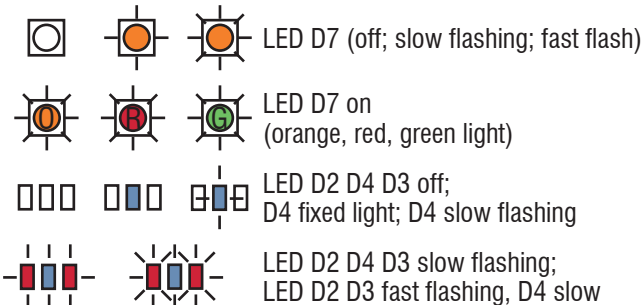 LED D7 (off; slow flashing; fast flash)
O R G LED D7 on
(orange, red, green light)
LED D2 D4 D3 off;
D4 fixed light; D4 slow flashing
LED D2 D4 D3 slow flashing;
LED D2 D3 fast flashing, D4 slow